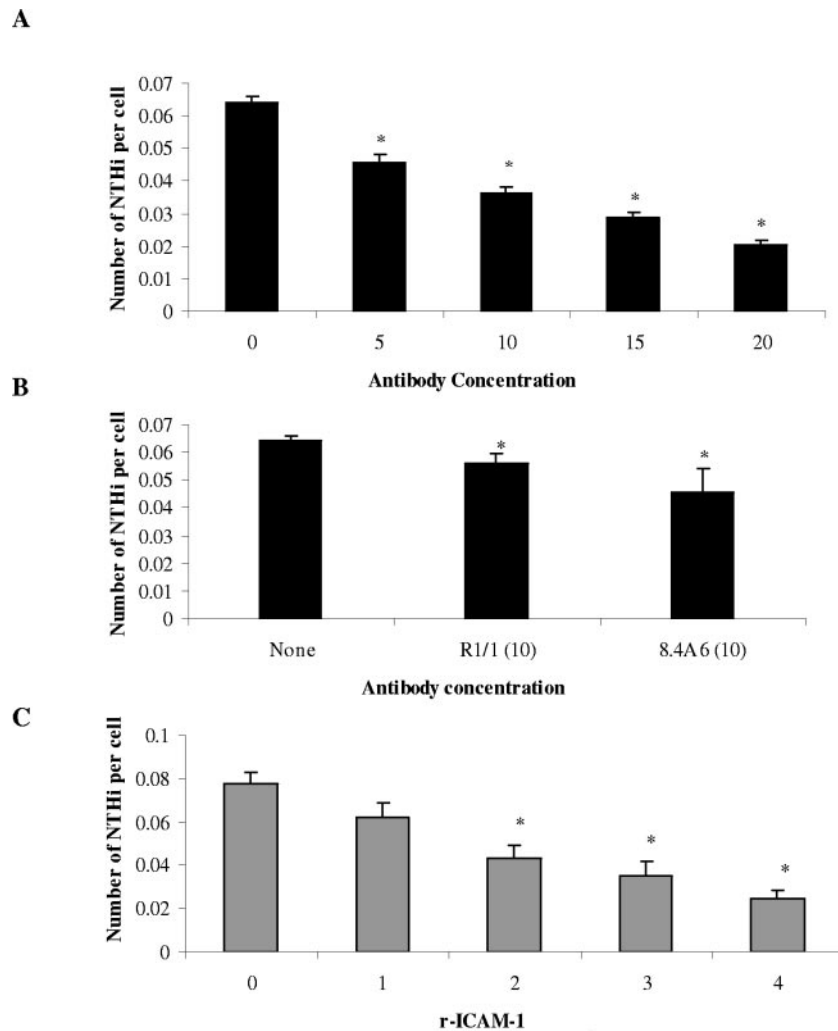 A
Number of NTHi per cell
0.07
0.06
0.05
0.04
0.03
0.02
0.01
0
*
*
*
*
0 5 10 15 20
Antibody Concentration
B
Number of NTHi per cell
0.07
0.06
0.05
0.04
0.03
0.02
0.01
0
*
*
None R1/1 (10) 8.4A6 (10)
Antibody concentration
C
Number of NTHi per cell
0.1
0.08
0.06
0.04
0.02
0
*
*
*
0 1 2 3 4
r-ICAM-1